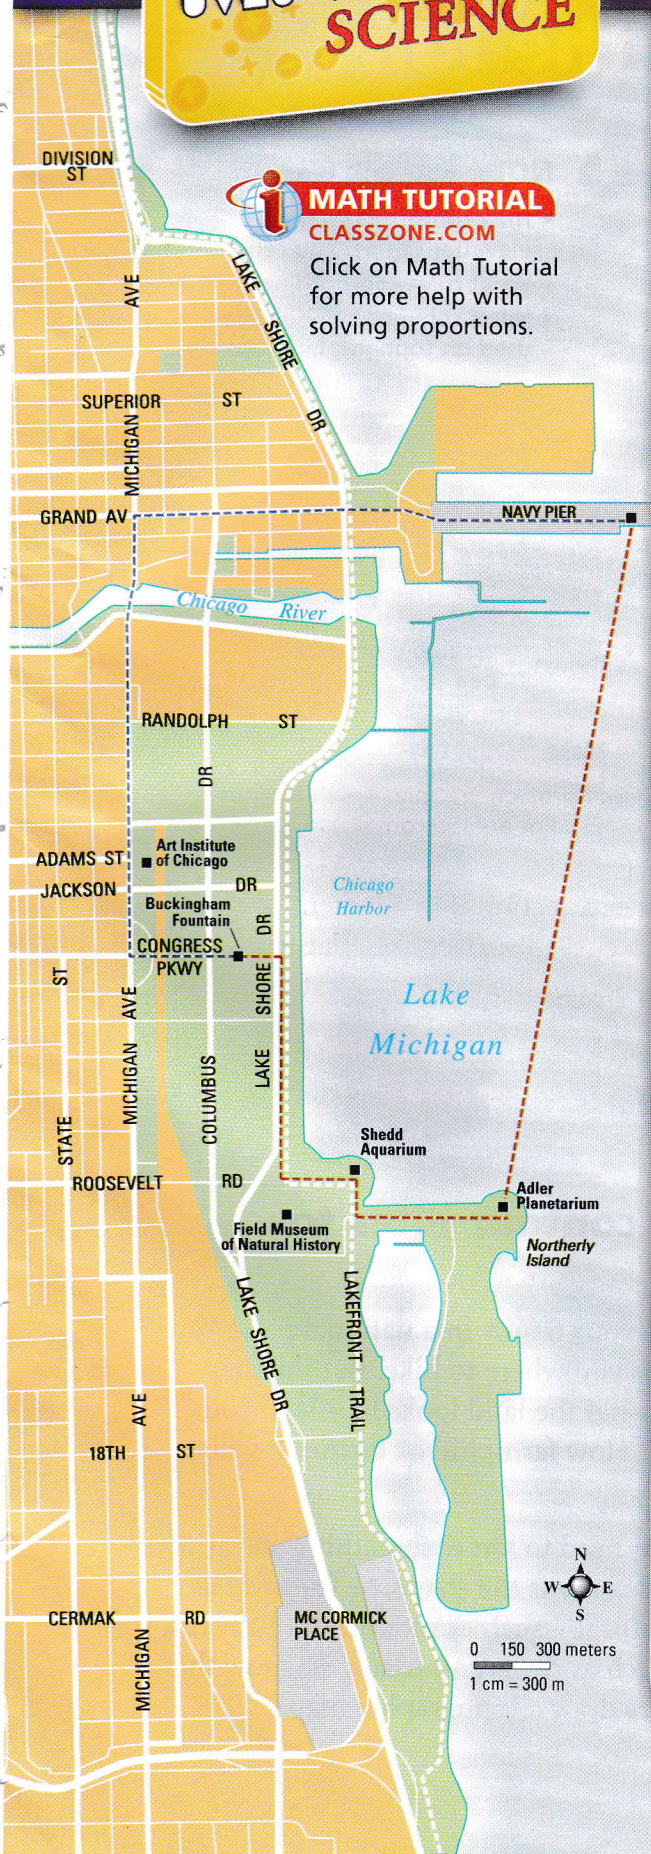 SCIENCE
MATH TUTORIAL
CLASSZONE.COM
Click on Math Tutorial
for more help with
solving proportions.
DIVISION
ST
LAKE SHORE DR
MICHIGAN AVE
SUPERIOR ST
GRAND AV
NAVY PIER
Chicago River
RANDOLPH ST
DR
ADAMS ST
Art Institute
of Chicago
JACKSON DR
Chicago
Harbor
Buckingham
Fountain
CONGRESS
PKWY
Lake
Michigan
ST
STATE
MICHIGAN AVE
COLUMBUS
LAKE SHORE DR
Shedd
Aquarium
ROOSEVELT RD
Adler
Planetarium
Field Museum
of Natural History
Northerly
Island
LAKE SHORE DR
LAKEFRONT TRAIL
AVE
18TH ST
N
W E
S
CERMAK RD
MC CORMICK
PLACE
MICHIGAN
0 150 300 meters
1 cm = 300 m